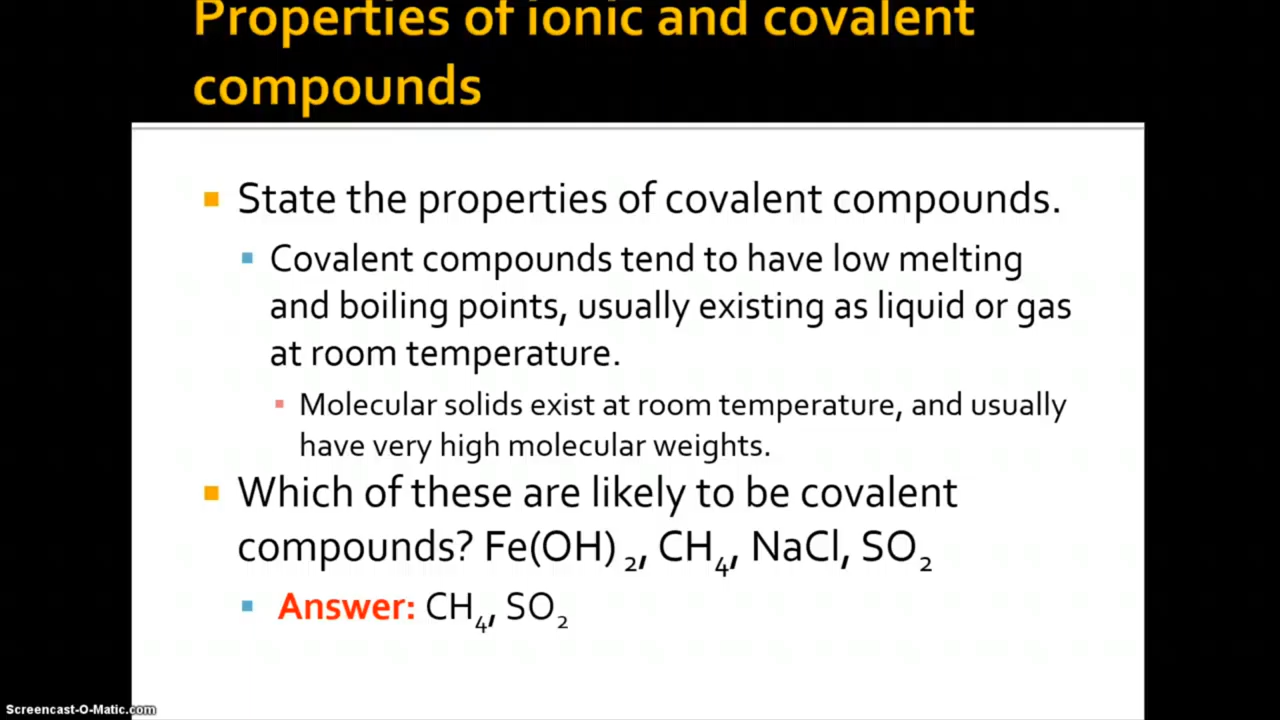 Properties of ionic and covalent
compounds
State the properties of covalent compounds.
Covalent compounds tend to have low melting
and boiling points, usually existing as liquid or gas
at room temperature.
Molecular solids exist at room temperature, and usually
have very high molecular weights.
Which of these are likely to be covalent
compounds? Fe(OH) ₂, CH₄, NaCl, SO₂
Answer: CH₄, SO₂
Screencast-O-Matic.com